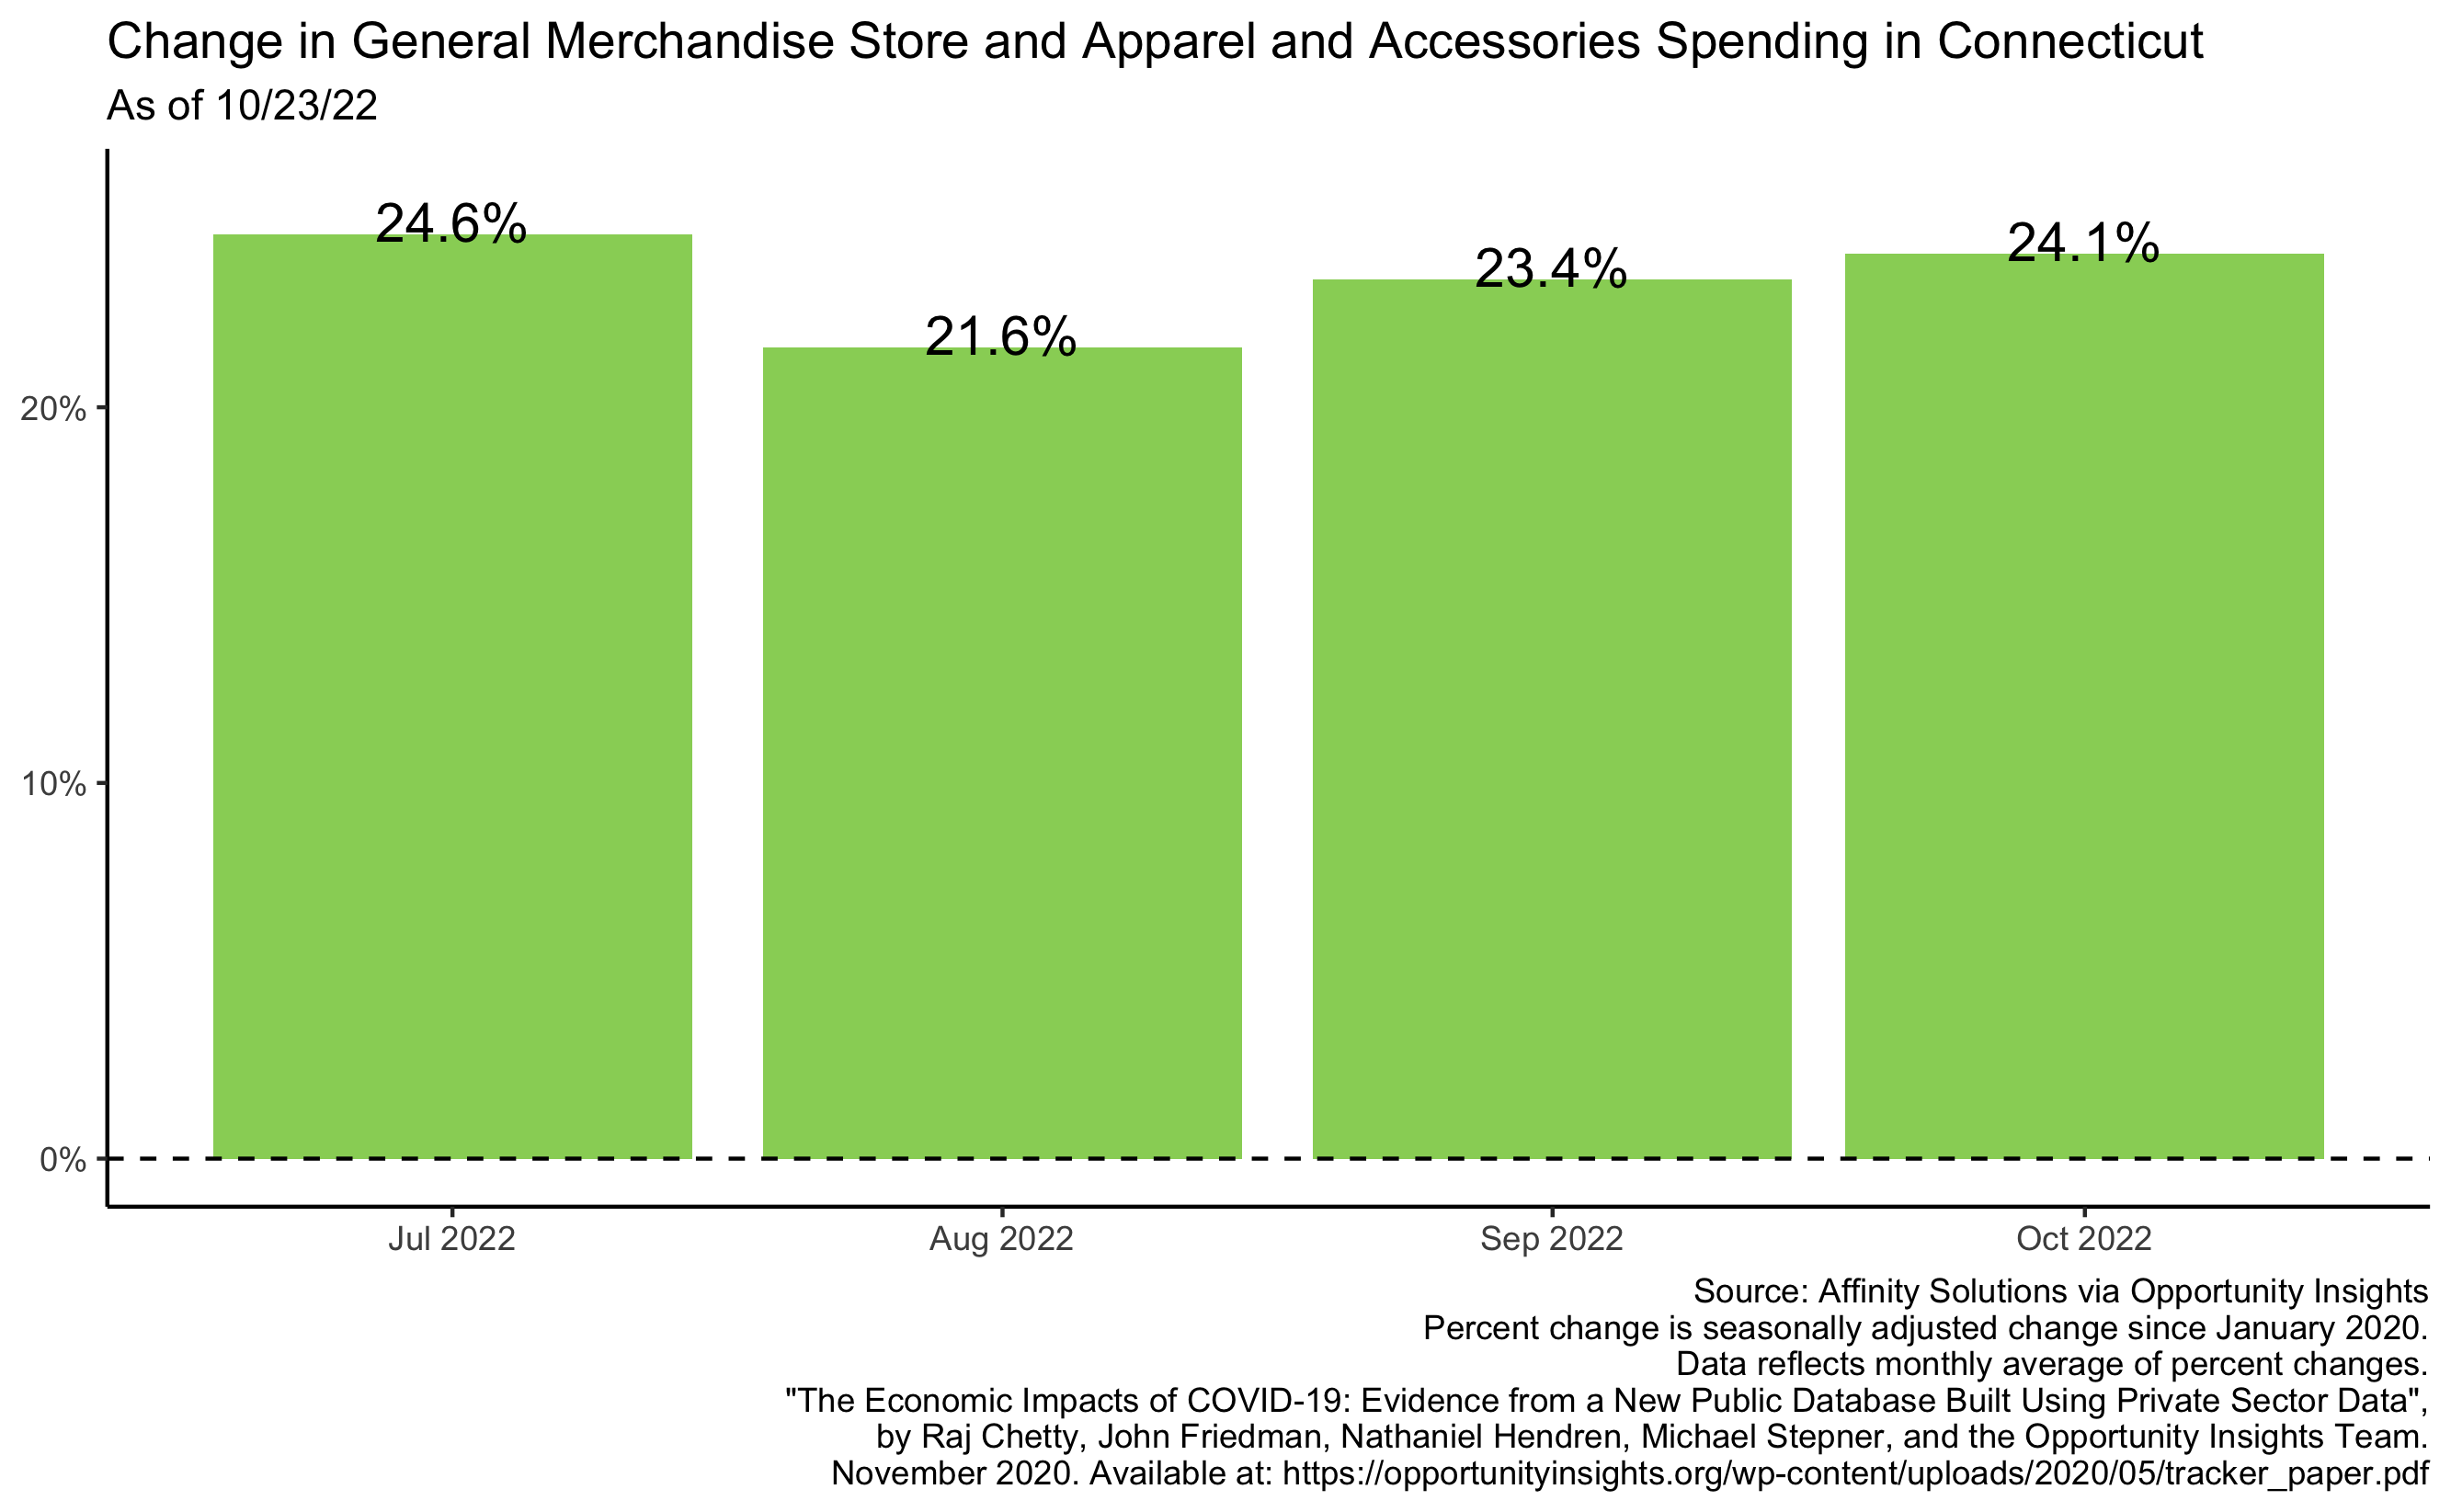 Change in General Merchandise Store and Apparel and Accessories Spending in Connecticut
As of 10/23/22
24.6%
21.6%
23.4%
24.1%
20%
10%
0%
Jul 2022
Aug 2022
Sep 2022
Oct 2022
Source: Affinity Solutions via Opportunity Insights
Percent change is seasonally adjusted change since January 2020.
Data reflects monthly average of percent changes.
"The Economic Impacts of COVID-19: Evidence from a New Public Database Built Using Private Sector Data",
by Raj Chetty, John Friedman, Nathaniel Hendren, Michael Stepner, and the Opportunity Insights Team.
November 2020. Available at: https://opportunityinsights.org/wp-content/uploads/2020/05/tracker_paper.pdf